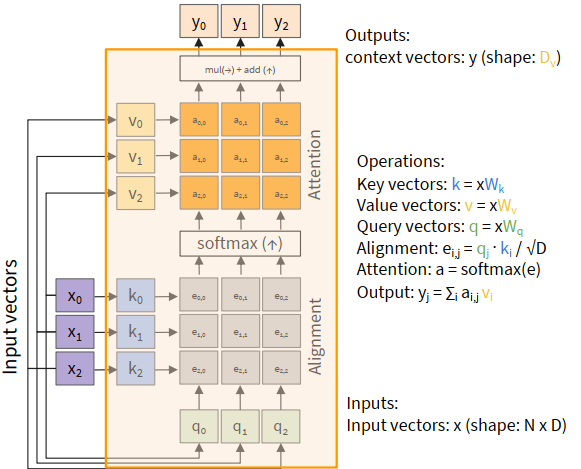 y₀ y₁ y₂
Outputs:
context vectors: y (shape: Dᵥ)
mul(→) + add (↑)
v₀ a₀,₀ a₀,₁ a₀,₂
v₁ a₁,₀ a₁,₁ a₁,₂
v₂ a₂,₀ a₂,₁ a₂,₂
Attention
softmax (↑)
Operations:
Key vectors: k = xWₖ
Value vectors: v = xWᵥ
Query vectors: q = xW_q
Alignment: eᵢ,ⱼ = qⱼ · kᵢ / √D
Attention: a = softmax(e)
Output: yⱼ = ∑ᵢ aᵢ,ⱼ vᵢ
Input vectors
x₀ k₀ e₀,₀ e₀,₁ e₀,₂
x₁ k₁ e₁,₀ e₁,₁ e₁,₂
x₂ k₂ e₂,₀ e₂,₁ e₂,₂
Alignment
q₀ q₁ q₂
Inputs:
Input vectors: x (shape: N x D)